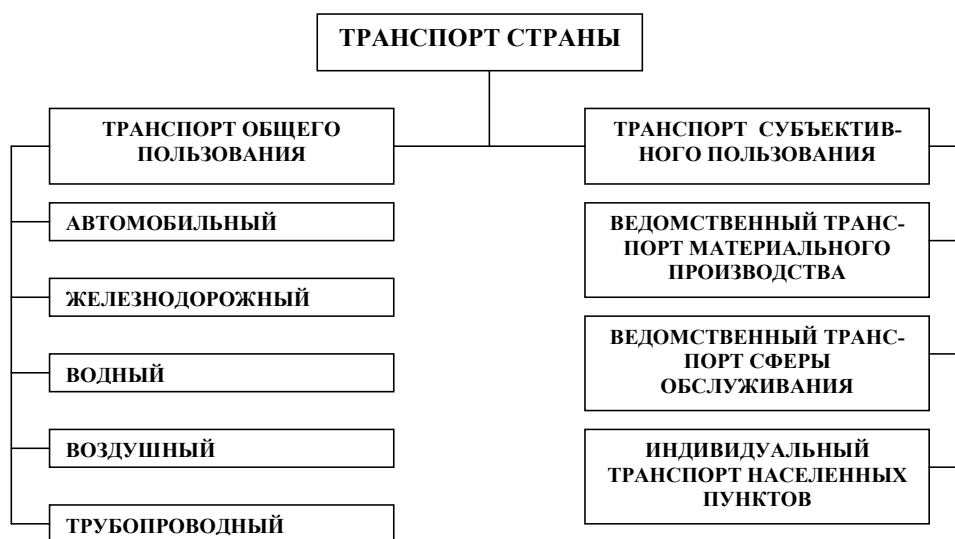 ТРАНСПОРТ СТРАНЫ
ТРАНСПОРТ ОБЩЕГО
ПОЛЬЗОВАНИЯ
АВТОМОБИЛЬНЫЙ
ЖЕЛЕЗНОДОРОЖНЫЙ
ВОДНЫЙ
ВОЗДУШНЫЙ
ТРУБОПРОВОДНЫЙ
ТРАНСПОРТ СУБЪЕКТИВ-
НОГО ПОЛЬЗОВАНИЯ
ВЕДОМСТВЕННЫЙ ТРАНС-
ПОРТ МАТЕРИАЛЬНОГО
ПРОИЗВОДСТВА
ВЕДОМСТВЕННЫЙ ТРАНС-
ПОРТ СФЕРЫ
ОБСЛУЖИВАНИЯ
ИНДИВИДУАЛЬНЫЙ
ТРАНСПОРТ НАСЕЛЕННЫХ
ПУНКТОВ